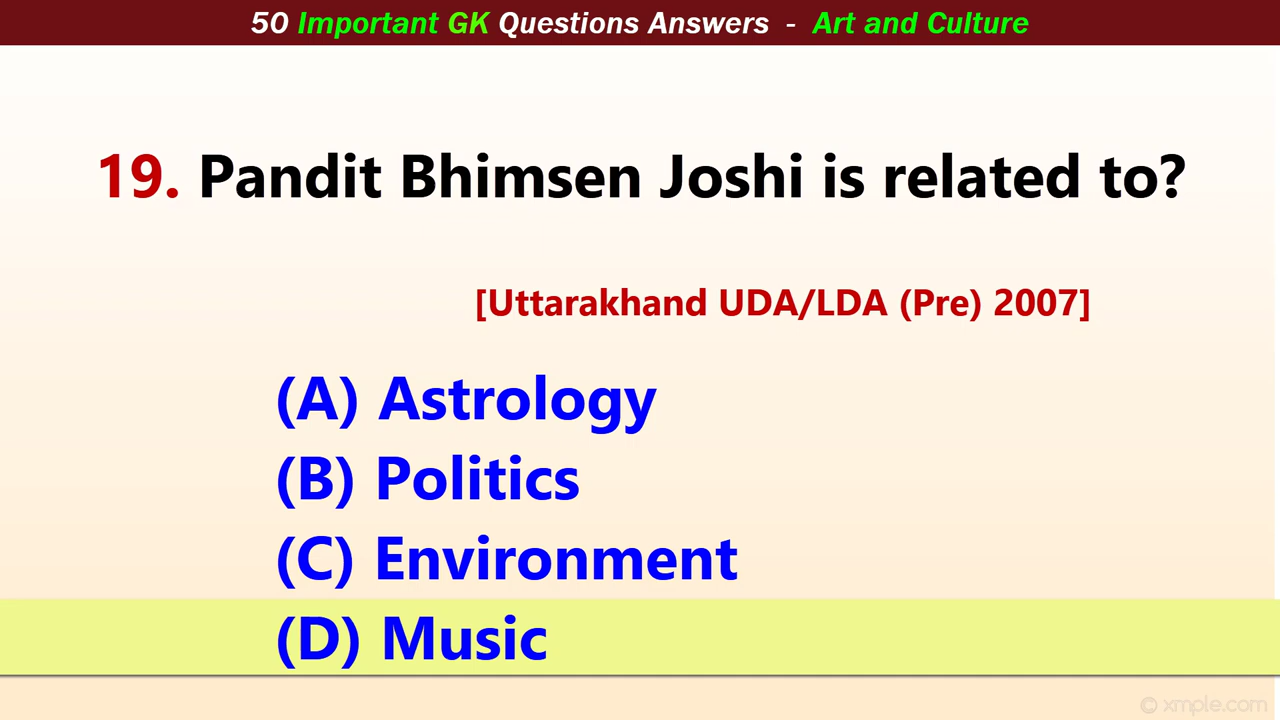 50 Important GK Questions Answers - Art and Culture
19. Pandit Bhimsen Joshi is related to?
[Uttarakhand UDA/LDA (Pre) 2007]
(A) Astrology
(B) Politics
(C) Environment
(D) Music
© xmple.com